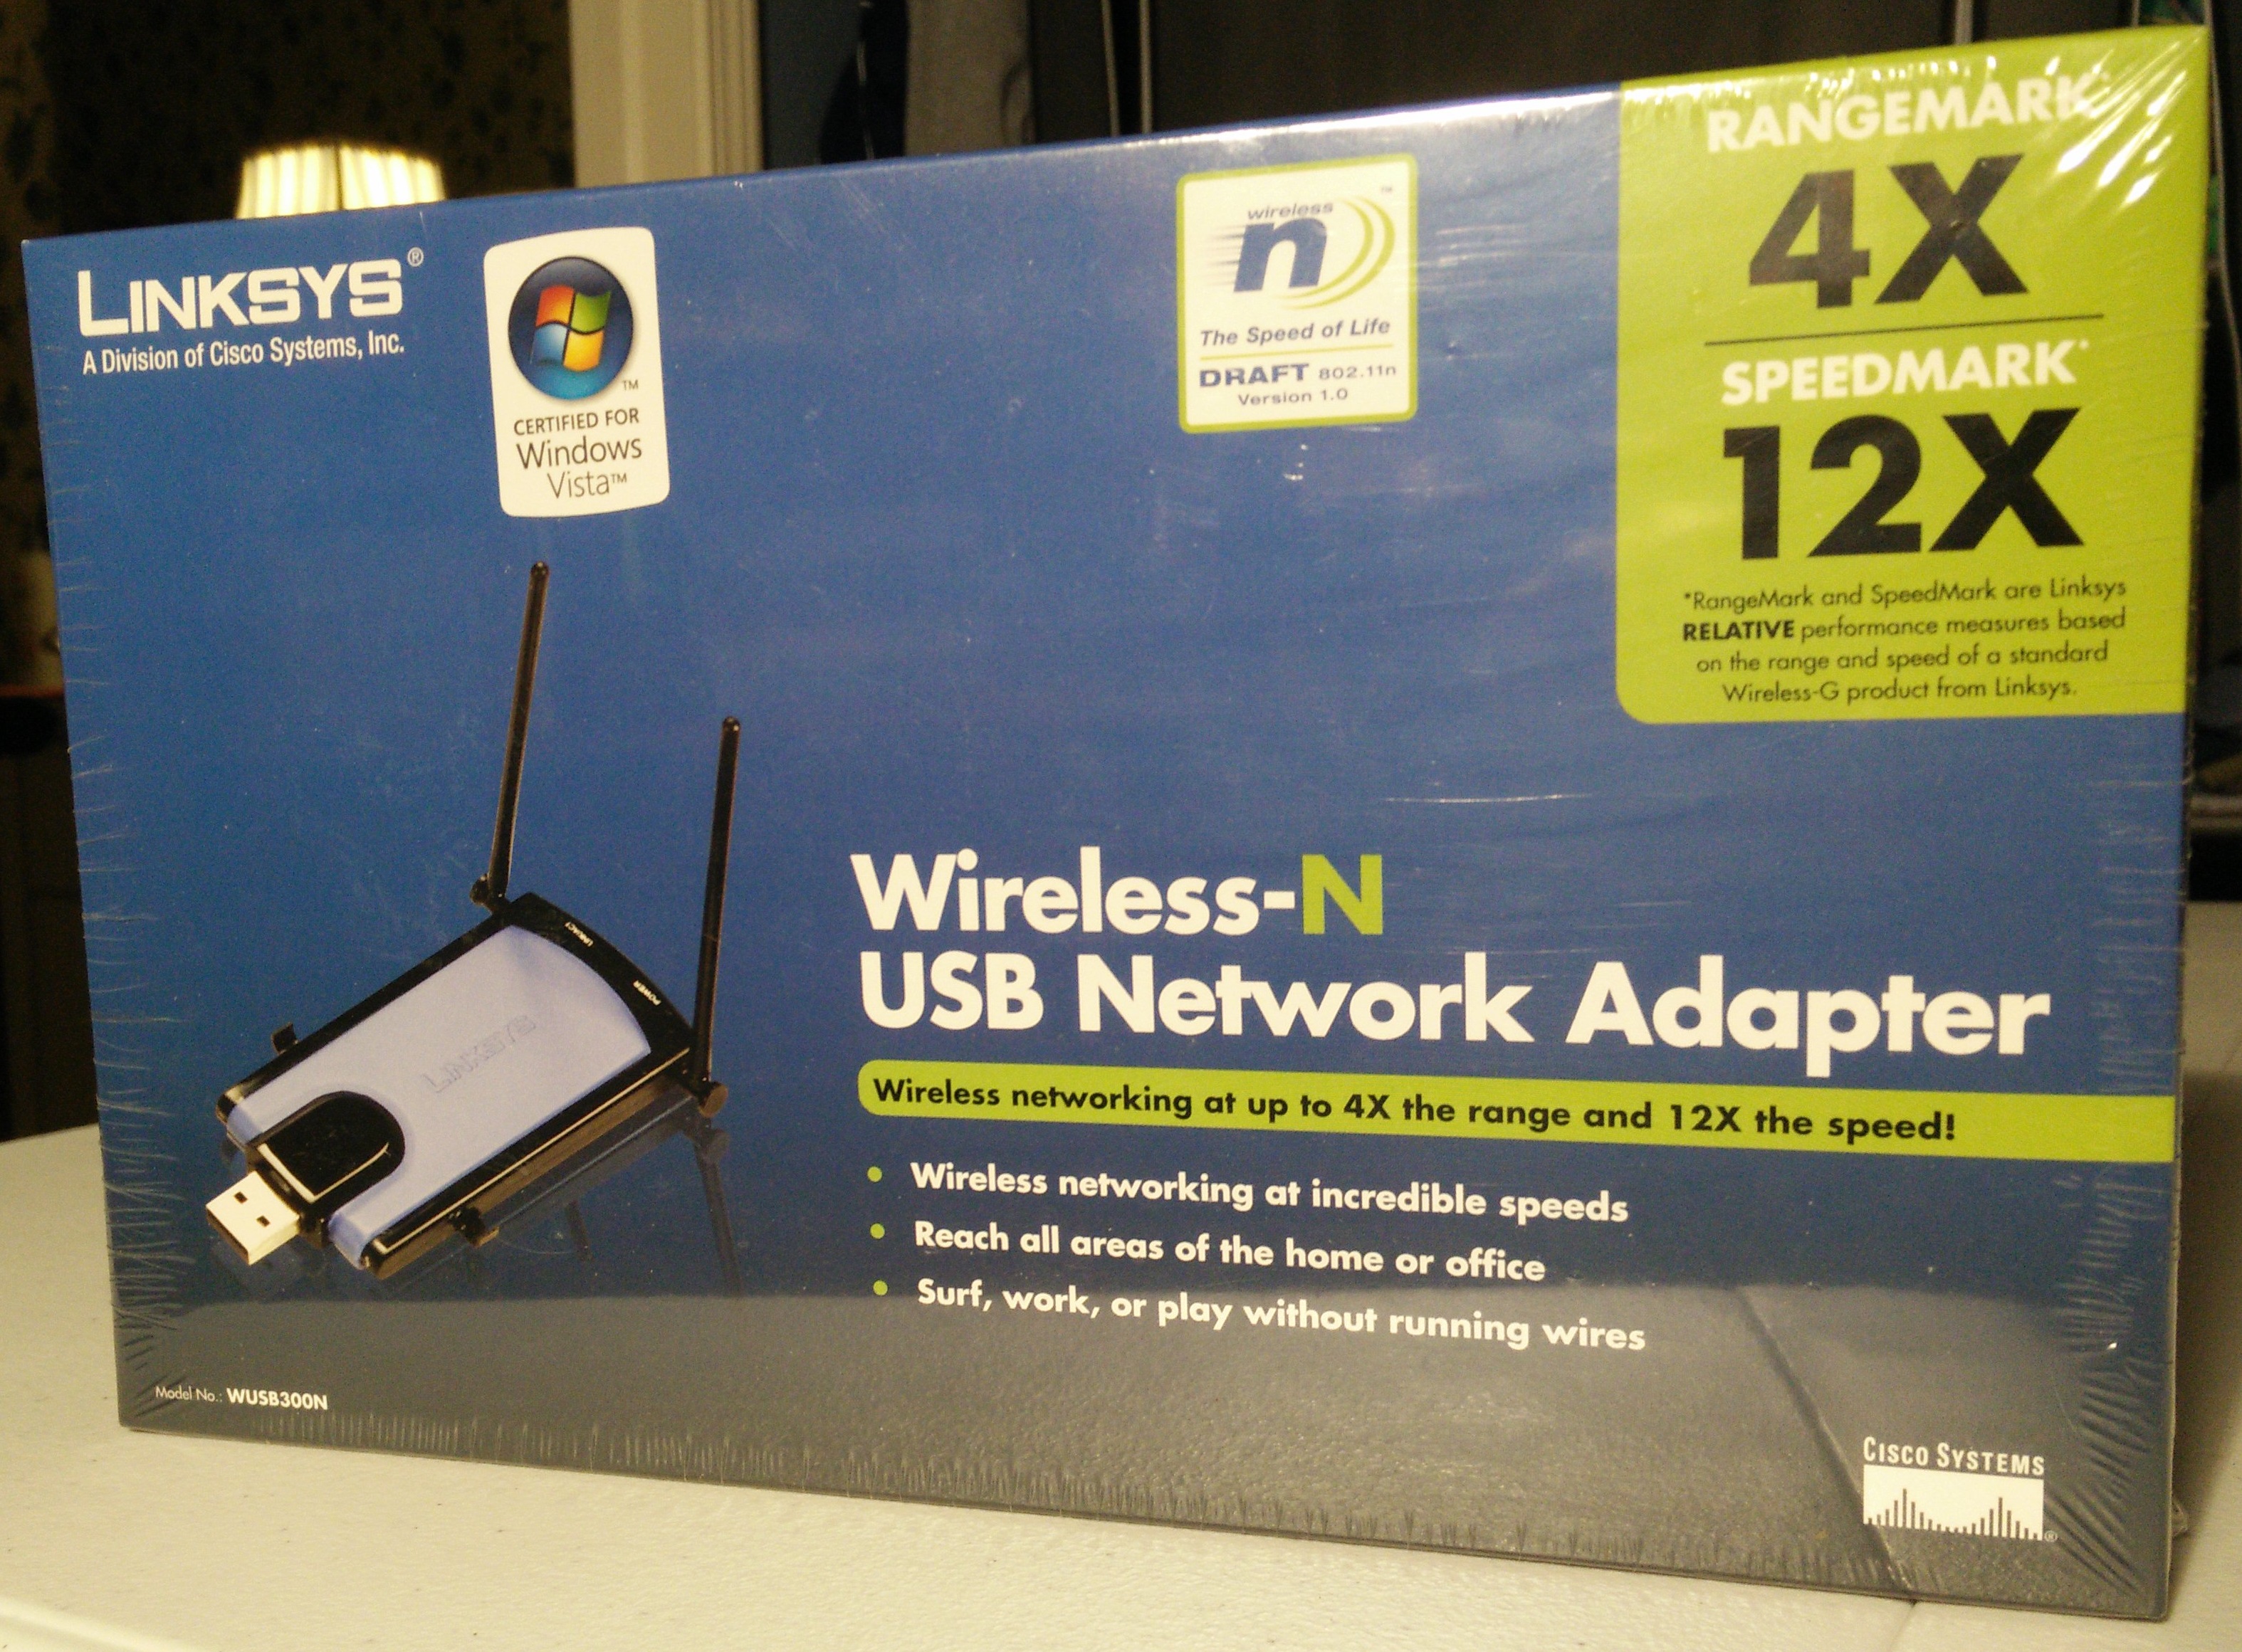 LINKSYS®
A Division of Cisco Systems, Inc.
TM
CERTIFIED FOR
Windows
Vista™
wireless ™
n
The Speed of Life
DRAFT 802.11n
Version 1.0
RANGEMARK*
4X
SPEEDMARK*
12X
*RangeMark and SpeedMark are Linksys
RELATIVE performance measures based
on the range and speed of a standard
Wireless-G product from Linksys.
LINK/ACT
POWER
LINKSYS
Wireless-N
USB Network Adapter
Wireless networking at up to 4X the range and 12X the speed!
• Wireless networking at incredible speeds
• Reach all areas of the home or office
• Surf, work, or play without running wires
Model No.: WUSB300N
CISCO SYSTEMS
®